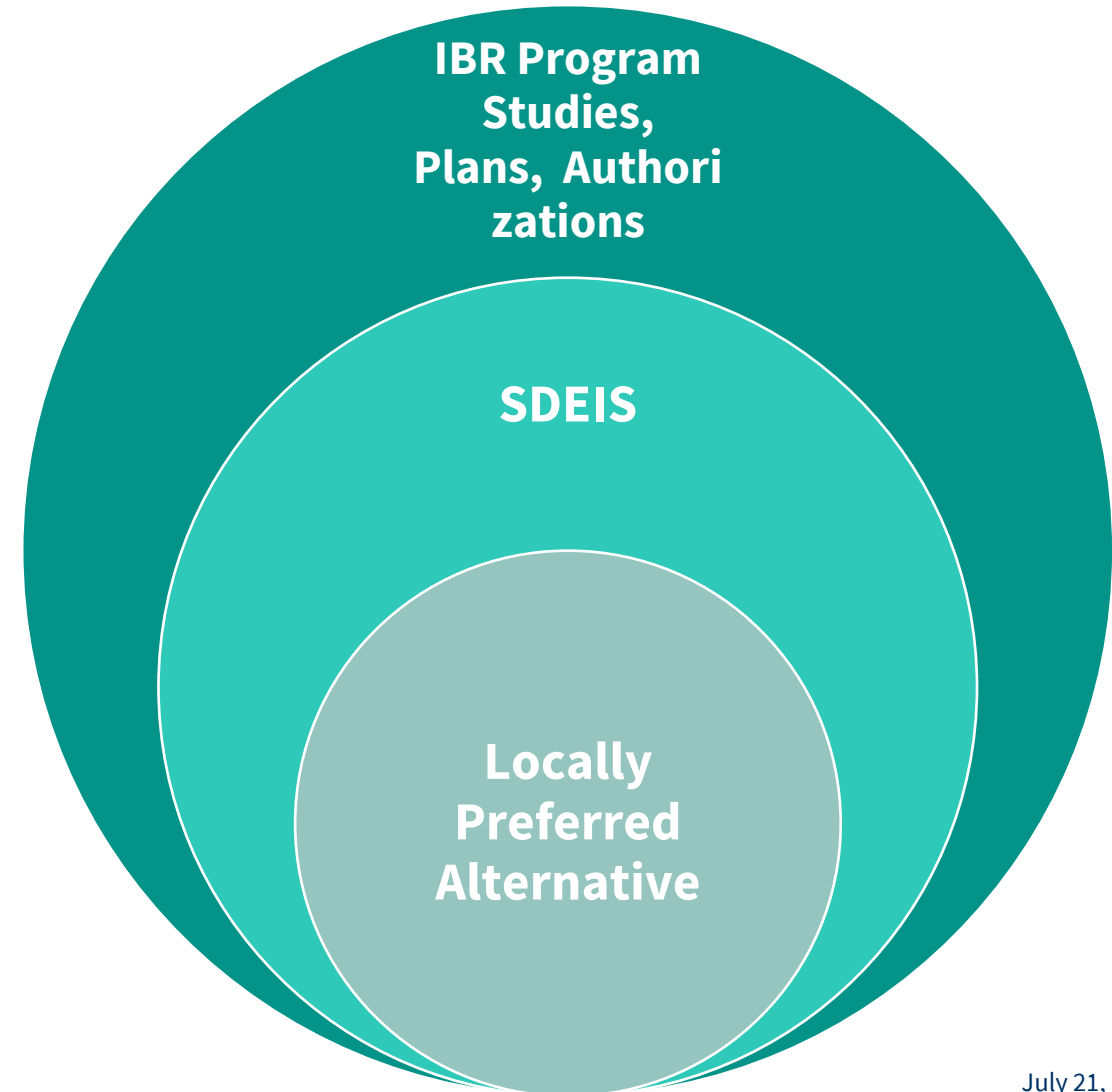 IBR Program
Studies,
Plans,  Authori
zations
SDEIS
Locally
Preferred
Alternative
July 21,